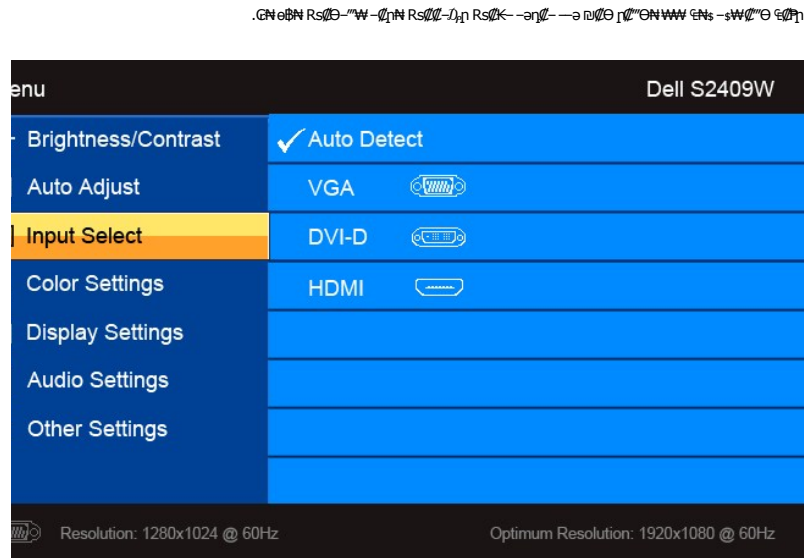 enu
Dell S2409W
Brightness/Contrast
Auto Detect
Auto Adjust
VGA
Input Select
DVI-D
Color Settings
HDMI
Display Settings
Audio Settings
Other Settings
Resolution: 1280x1024 @ 60Hz
Optimum Resolution: 1920x1080 @ 60Hz